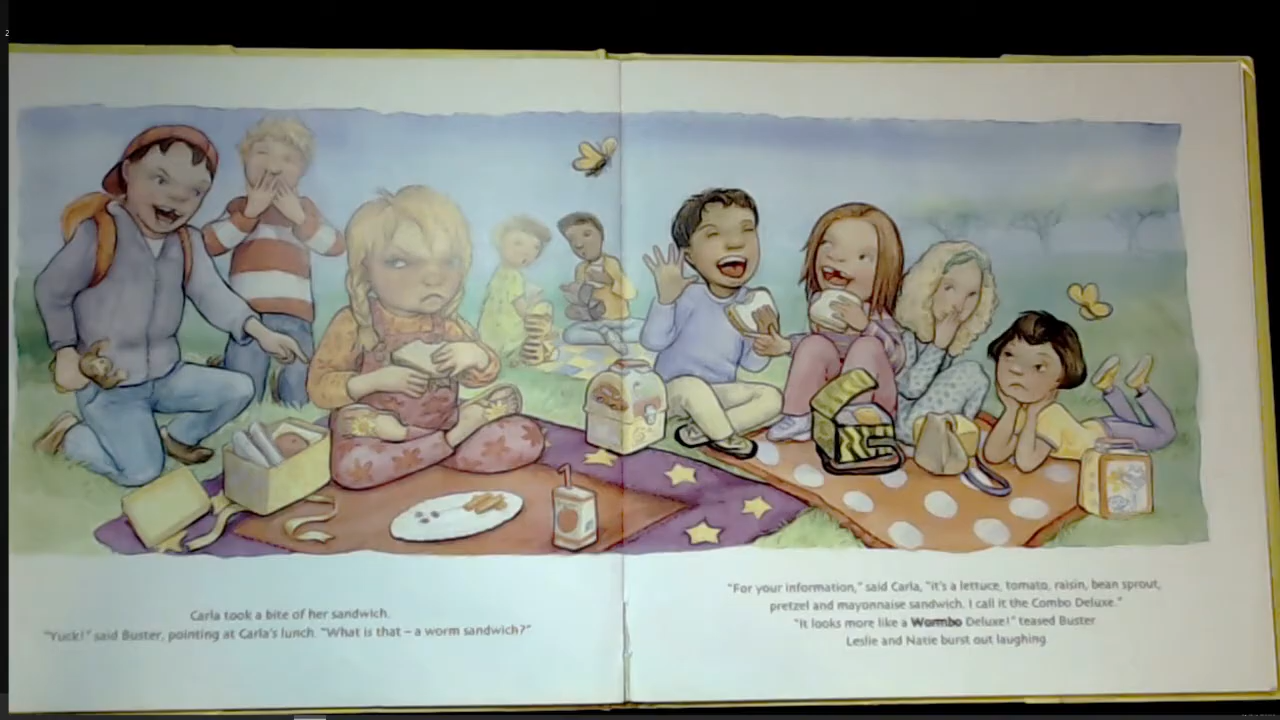 2
Carla took a bite of her sandwich.
"Yuck!" said Buster, pointing at Carla's lunch. "What is that – a worm sandwich?"
"For your information," said Carla, "it's a lettuce, tomato, raisin, bean sprout,
pretzel and mayonnaise sandwich. I call it the Combo Deluxe."
"It looks more like a Wormbo Deluxe!" teased Buster
Leslie and Natie burst out laughing.